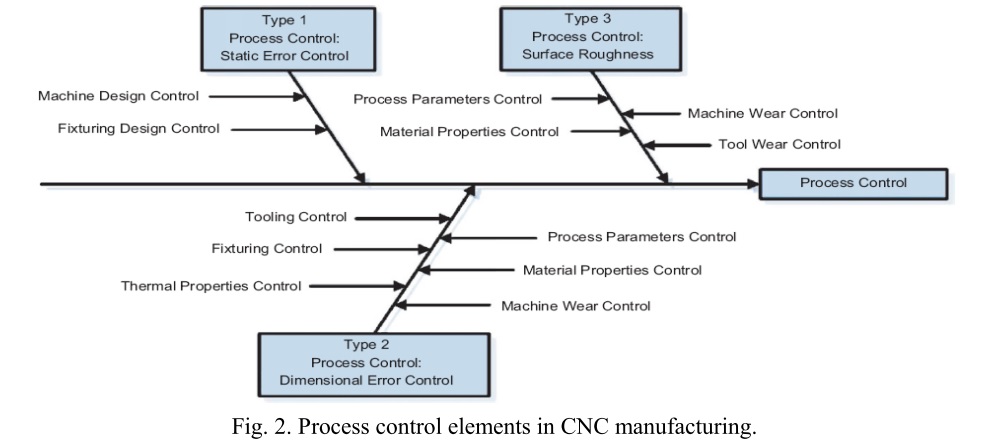 Type 1
Process Control:
Static Error Control
Type 3
Process Control:
Surface Roughness
Machine Design Control
Fixturing Design Control
Process Parameters Control
Material Properties Control
Machine Wear Control
Tool Wear Control
Process Control
Tooling Control
Fixturing Control
Thermal Properties Control
Process Parameters Control
Material Properties Control
Machine Wear Control
Type 2
Process Control:
Dimensional Error Control
Fig. 2. Process control elements in CNC manufacturing.